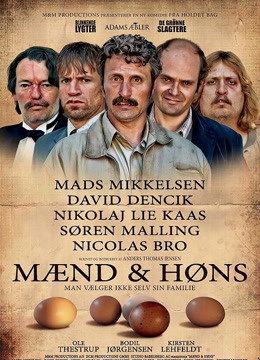 M&M PRODUCTIONS PRÆSENTERER EN NY KOMEDIE FRA HOLDET BAG
BLINKENDE LYGTER
ADAMS ÆBLER
DE GRØNNE SLAGTERE
MADS MIKKELSEN
DAVID DENCIK
NIKOLAJ LIE KAAS
SØREN MALLING
NICOLAS BRO
SKREVET OG INSTRUERET AF ANDERS THOMAS JENSEN
MÆND & HØNS
MAN VÆLGER IKKE SELV SIN FAMILIE
OLE THESTRUP
BODIL JØRGENSEN
KIRSTEN LEHFELDT